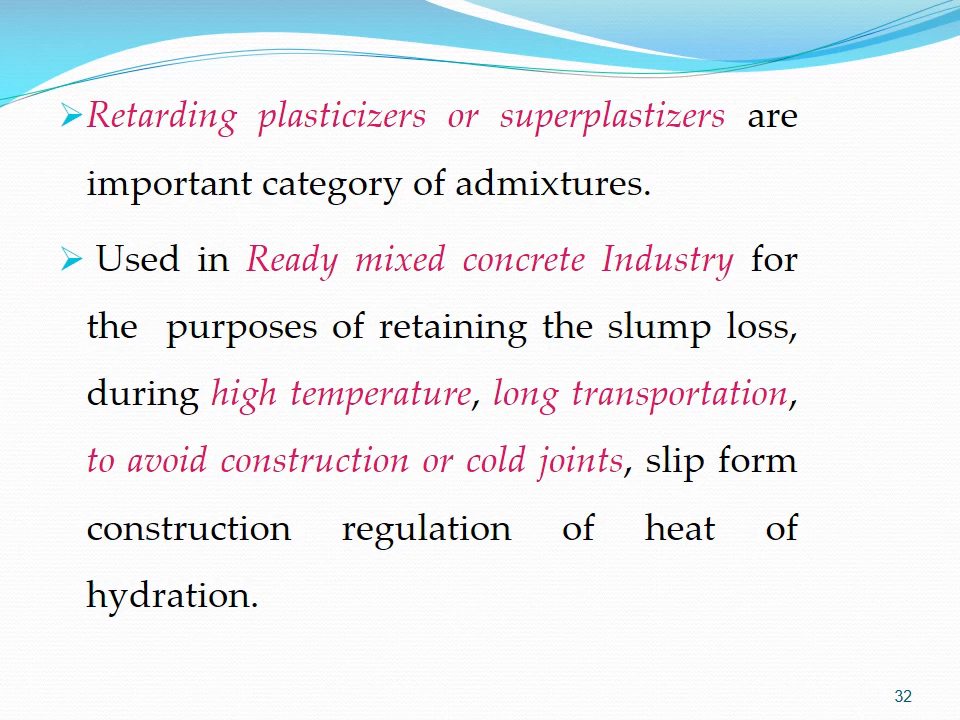 ➢Retarding plasticizers or superplastizers are
important category of admixtures.
➢ Used in Ready mixed concrete Industry for
the purposes of retaining the slump loss,
during high temperature, long transportation,
to avoid construction or cold joints, slip form
construction regulation of heat of
hydration.
32